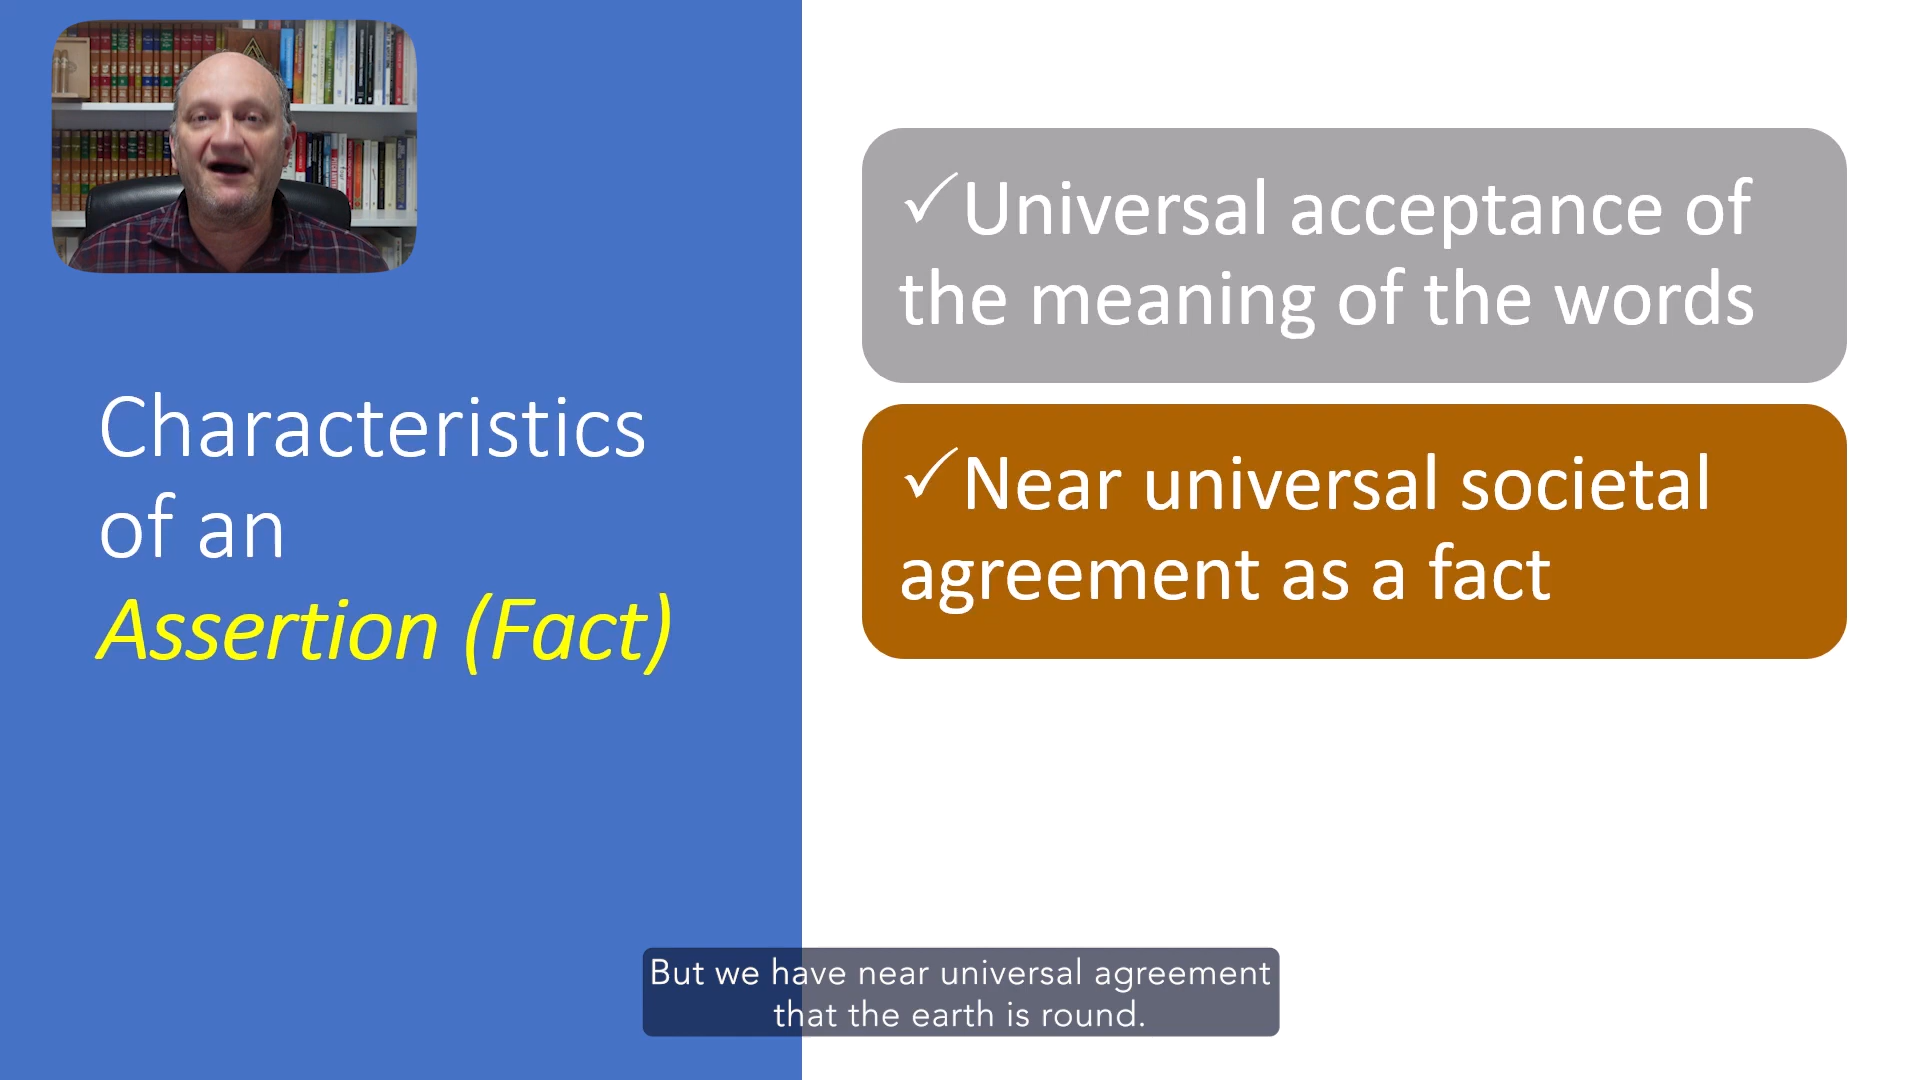 Characteristics
of an
Assertion (Fact)
✓Universal acceptance of
the meaning of the words
✓Near universal societal
agreement as a fact
But we have near universal agreement
that the earth is round.